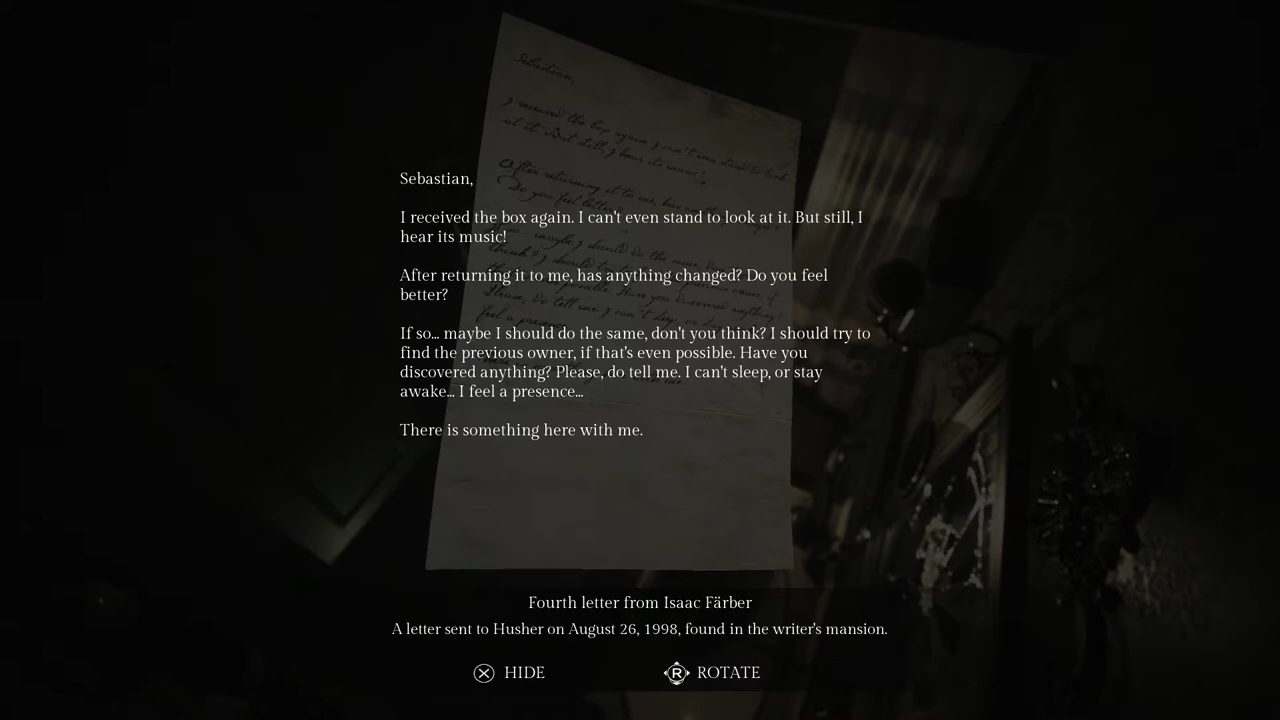 Sebastian,
I received the box again. I can't even stand to look at it. But still, I
hear its music!
After returning it to me, has anything changed? Do you feel
better?
If so... maybe I should do the same, don't you think? I should try to
find the previous owner, if that's even possible. Have you
discovered anything? Please, do tell me. I can't sleep, or stay
awake... I feel a presence...
There is something here with me.
Fourth letter from Isaac Färber
A letter sent to Husher on August 26, 1998, found in the writer's mansion.
HIDE
R ROTATE